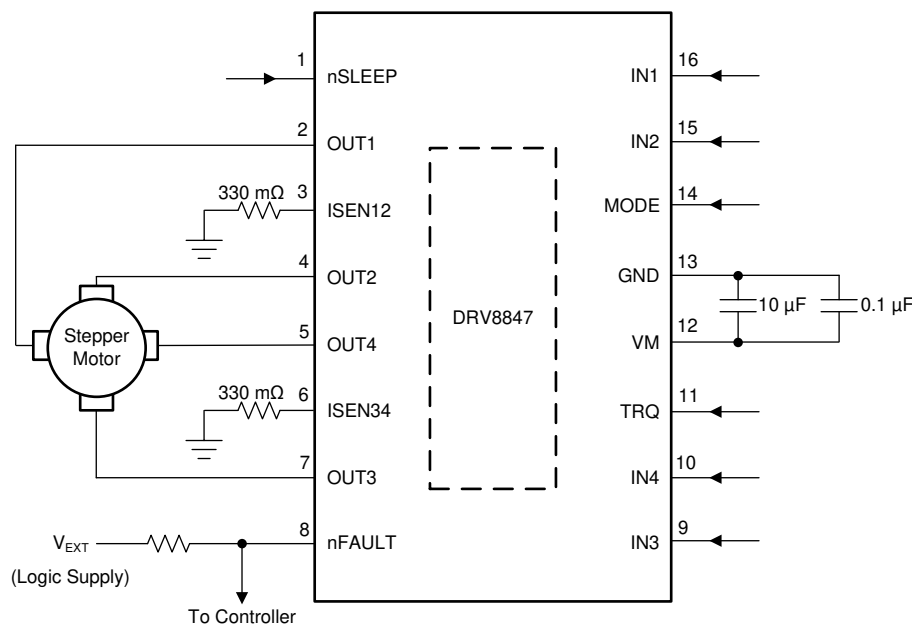 1
nSLEEP
2
OUT1
330 mΩ
3
ISEN12
4
OUT2
Stepper
Motor
5
OUT4
330 mΩ
6
ISEN34
7
OUT3
V_EXT
8
nFAULT
(Logic Supply)
To Controller
DRV8847
16
IN1
15
IN2
14
MODE
13
GND
10 µF
0.1 µF
12
VM
11
TRQ
10
IN4
9
IN3